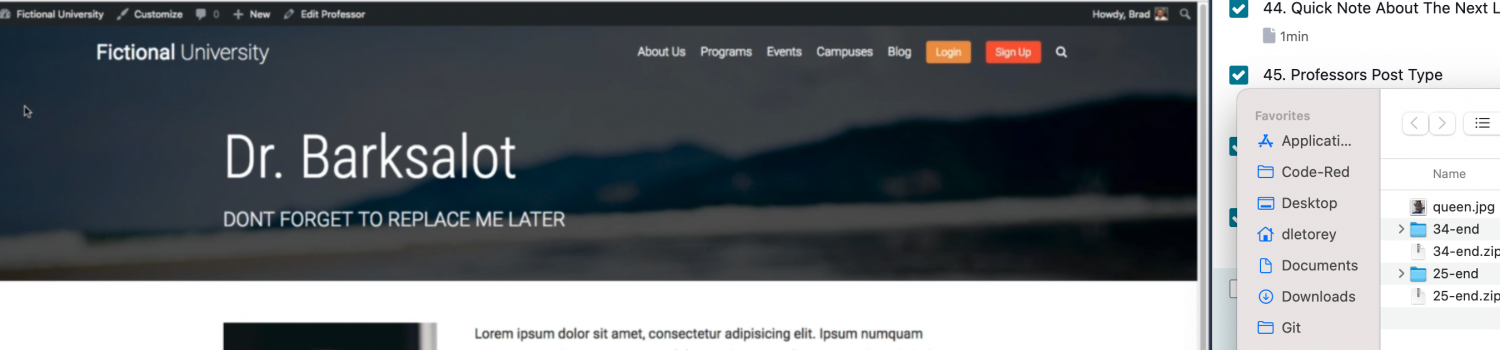 Fictional University Customize 0 New Edit Professor Howdy, Brad
Fictional University About Us Programs Events Campuses Blog Login Sign Up
Dr. Barksalot
DONT FORGET TO REPLACE ME LATER
Lorem ipsum dolor sit amet, consectetur adipisicing elit. Ipsum numquam
44. Quick Note About The Next L
1min
45. Professors Post Type
Favorites
Applicati...
Code-Red
Desktop
dletorey
Documents
Downloads
Git
Name
queen.jpg
34-end
34-end.zip
25-end
25-end.zip